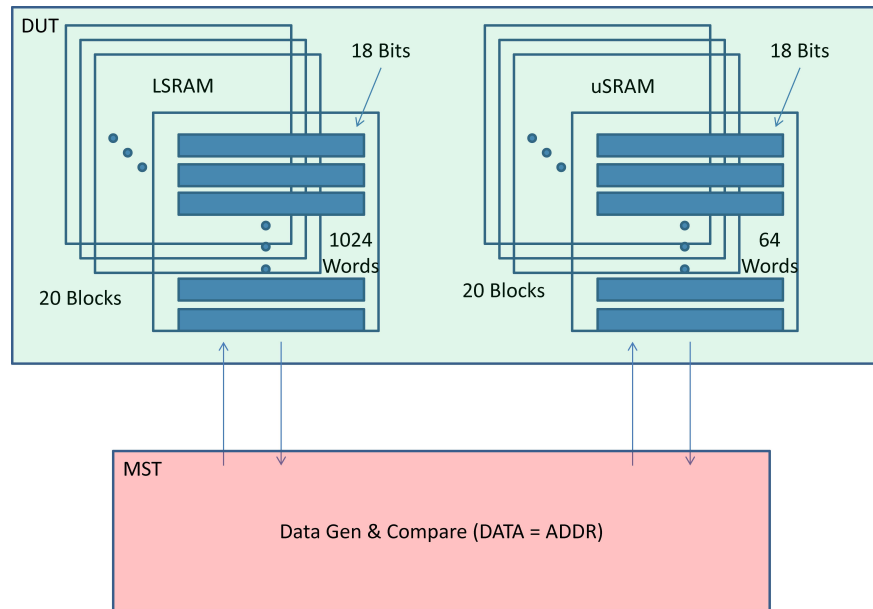 DUT
18 Bits
LSRAM
1024
Words
20 Blocks
18 Bits
uSRAM
64
Words
20 Blocks
MST
Data Gen & Compare (DATA = ADDR)